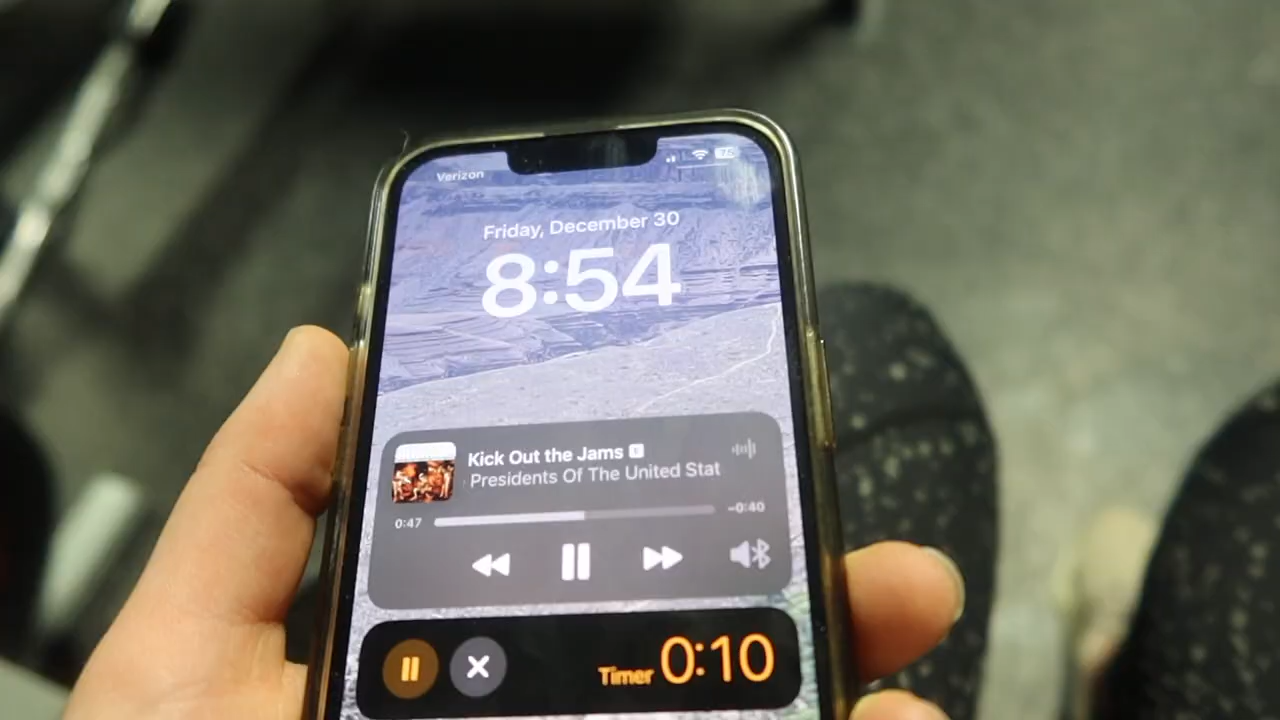 Verizon
75
Friday, December 30
8:54
Kick Out the Jams E
Presidents Of The United Stat
0:47
-0:40
Timer 0:10